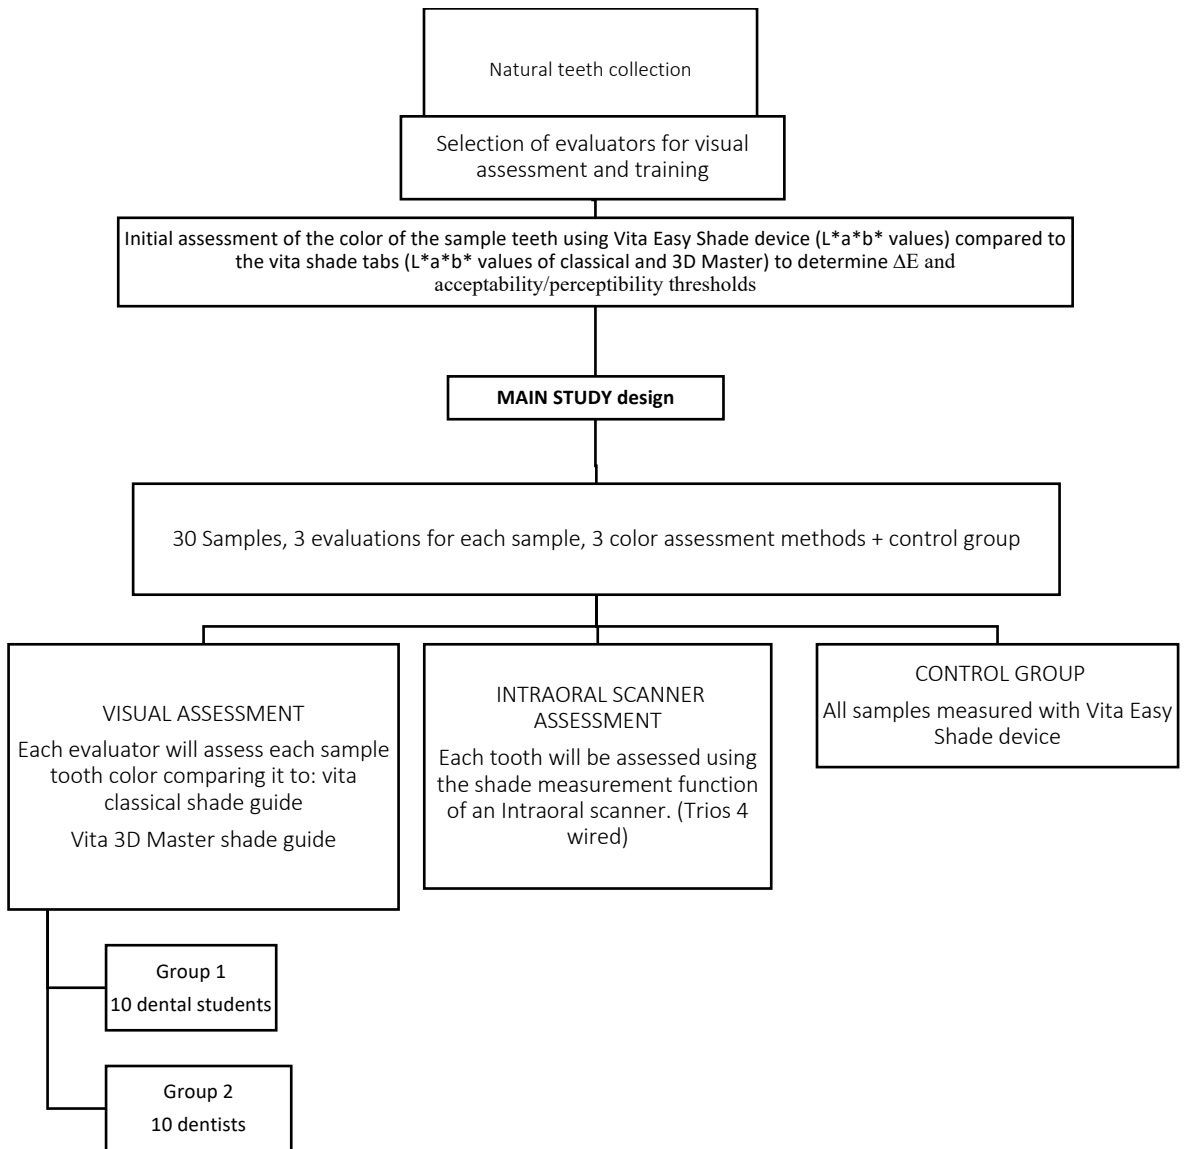 Natural teeth collection
Selection of evaluators for visual
assessment and training
Initial assessment of the color of the sample teeth using Vita Easy Shade device (L*a*b* values) compared to
the vita shade tabs (L*a*b* values of classical and 3D Master) to determine ΔE and
acceptability/perceptibility thresholds
MAIN STUDY design
30 Samples, 3 evaluations for each sample, 3 color assessment methods + control group
VISUAL ASSESSMENT
Each evaluator will assess each sample
tooth color comparing it to: vita
classical shade guide
Vita 3D Master shade guide
INTRAORAL SCANNER
ASSESSMENT
Each tooth will be assessed using
the shade measurement function
of an Intraoral scanner. (Trios 4
wired)
CONTROL GROUP
All samples measured with Vita Easy
Shade device
Group 1
10 dental students
Group 2
10 dentists